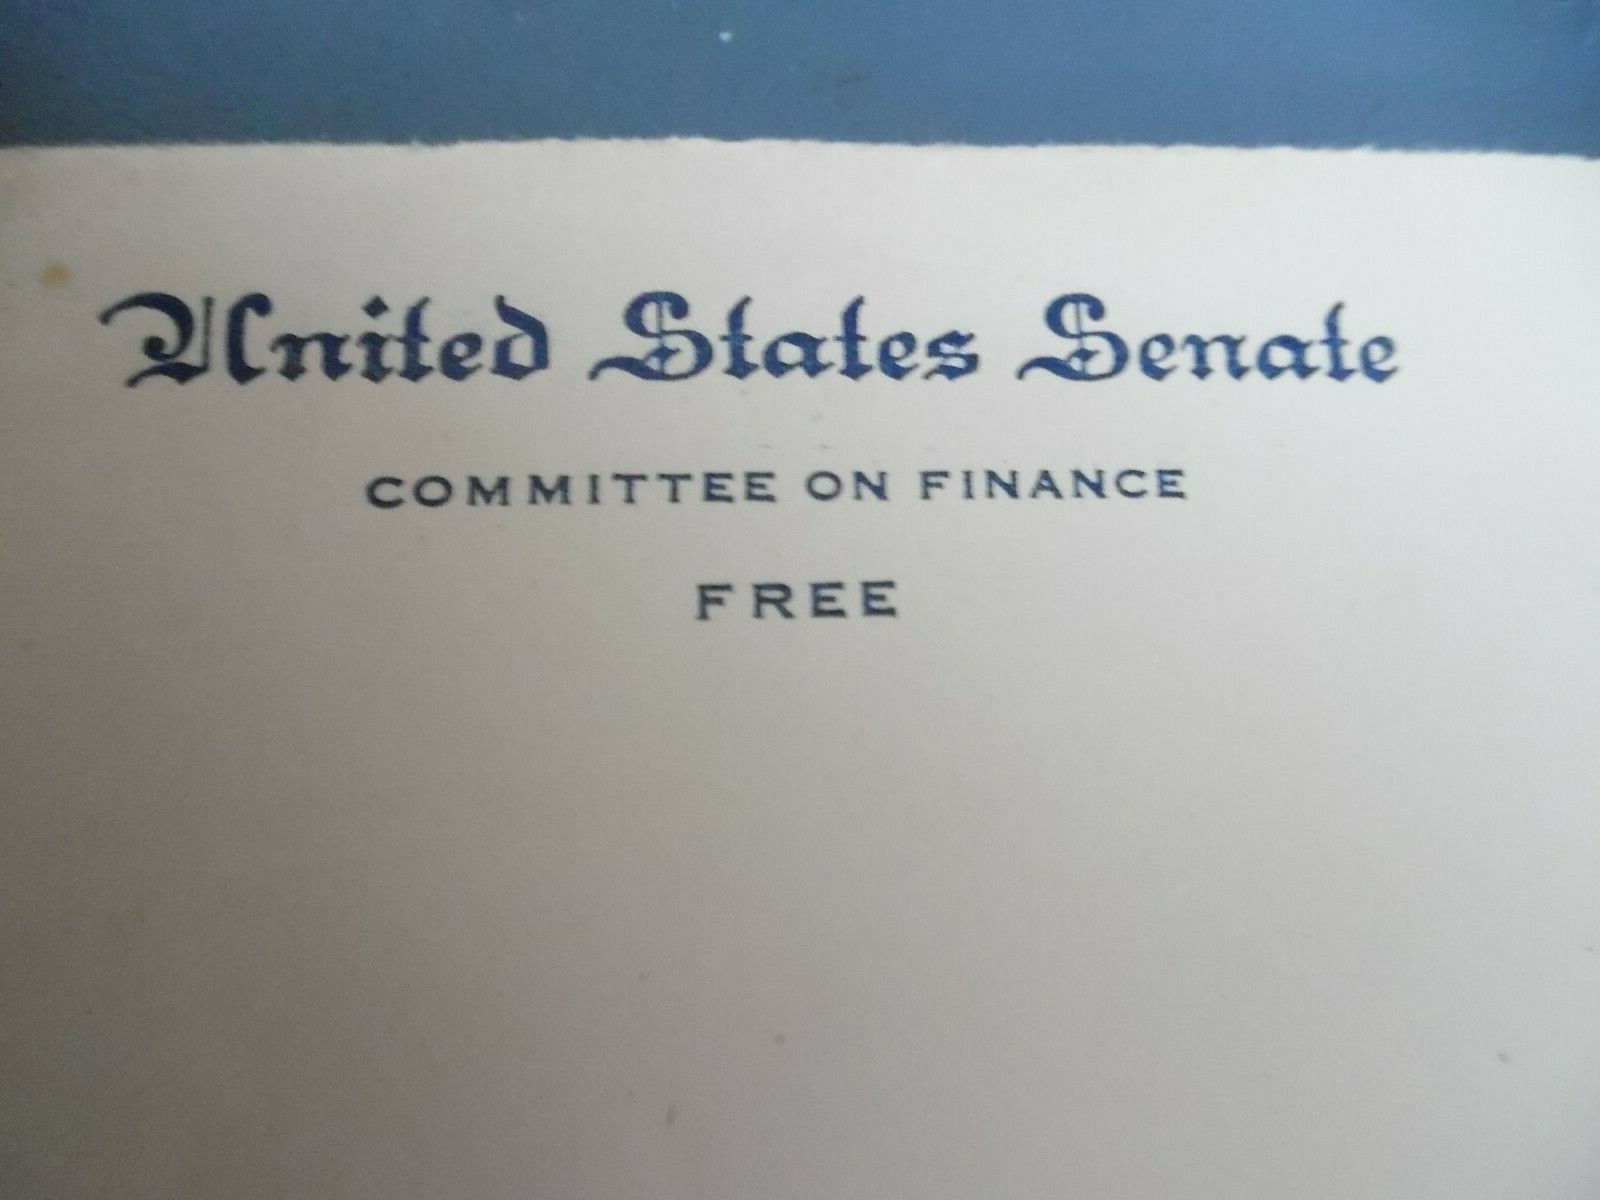 United States Senate
COMMITTEE ON FINANCE
FREE